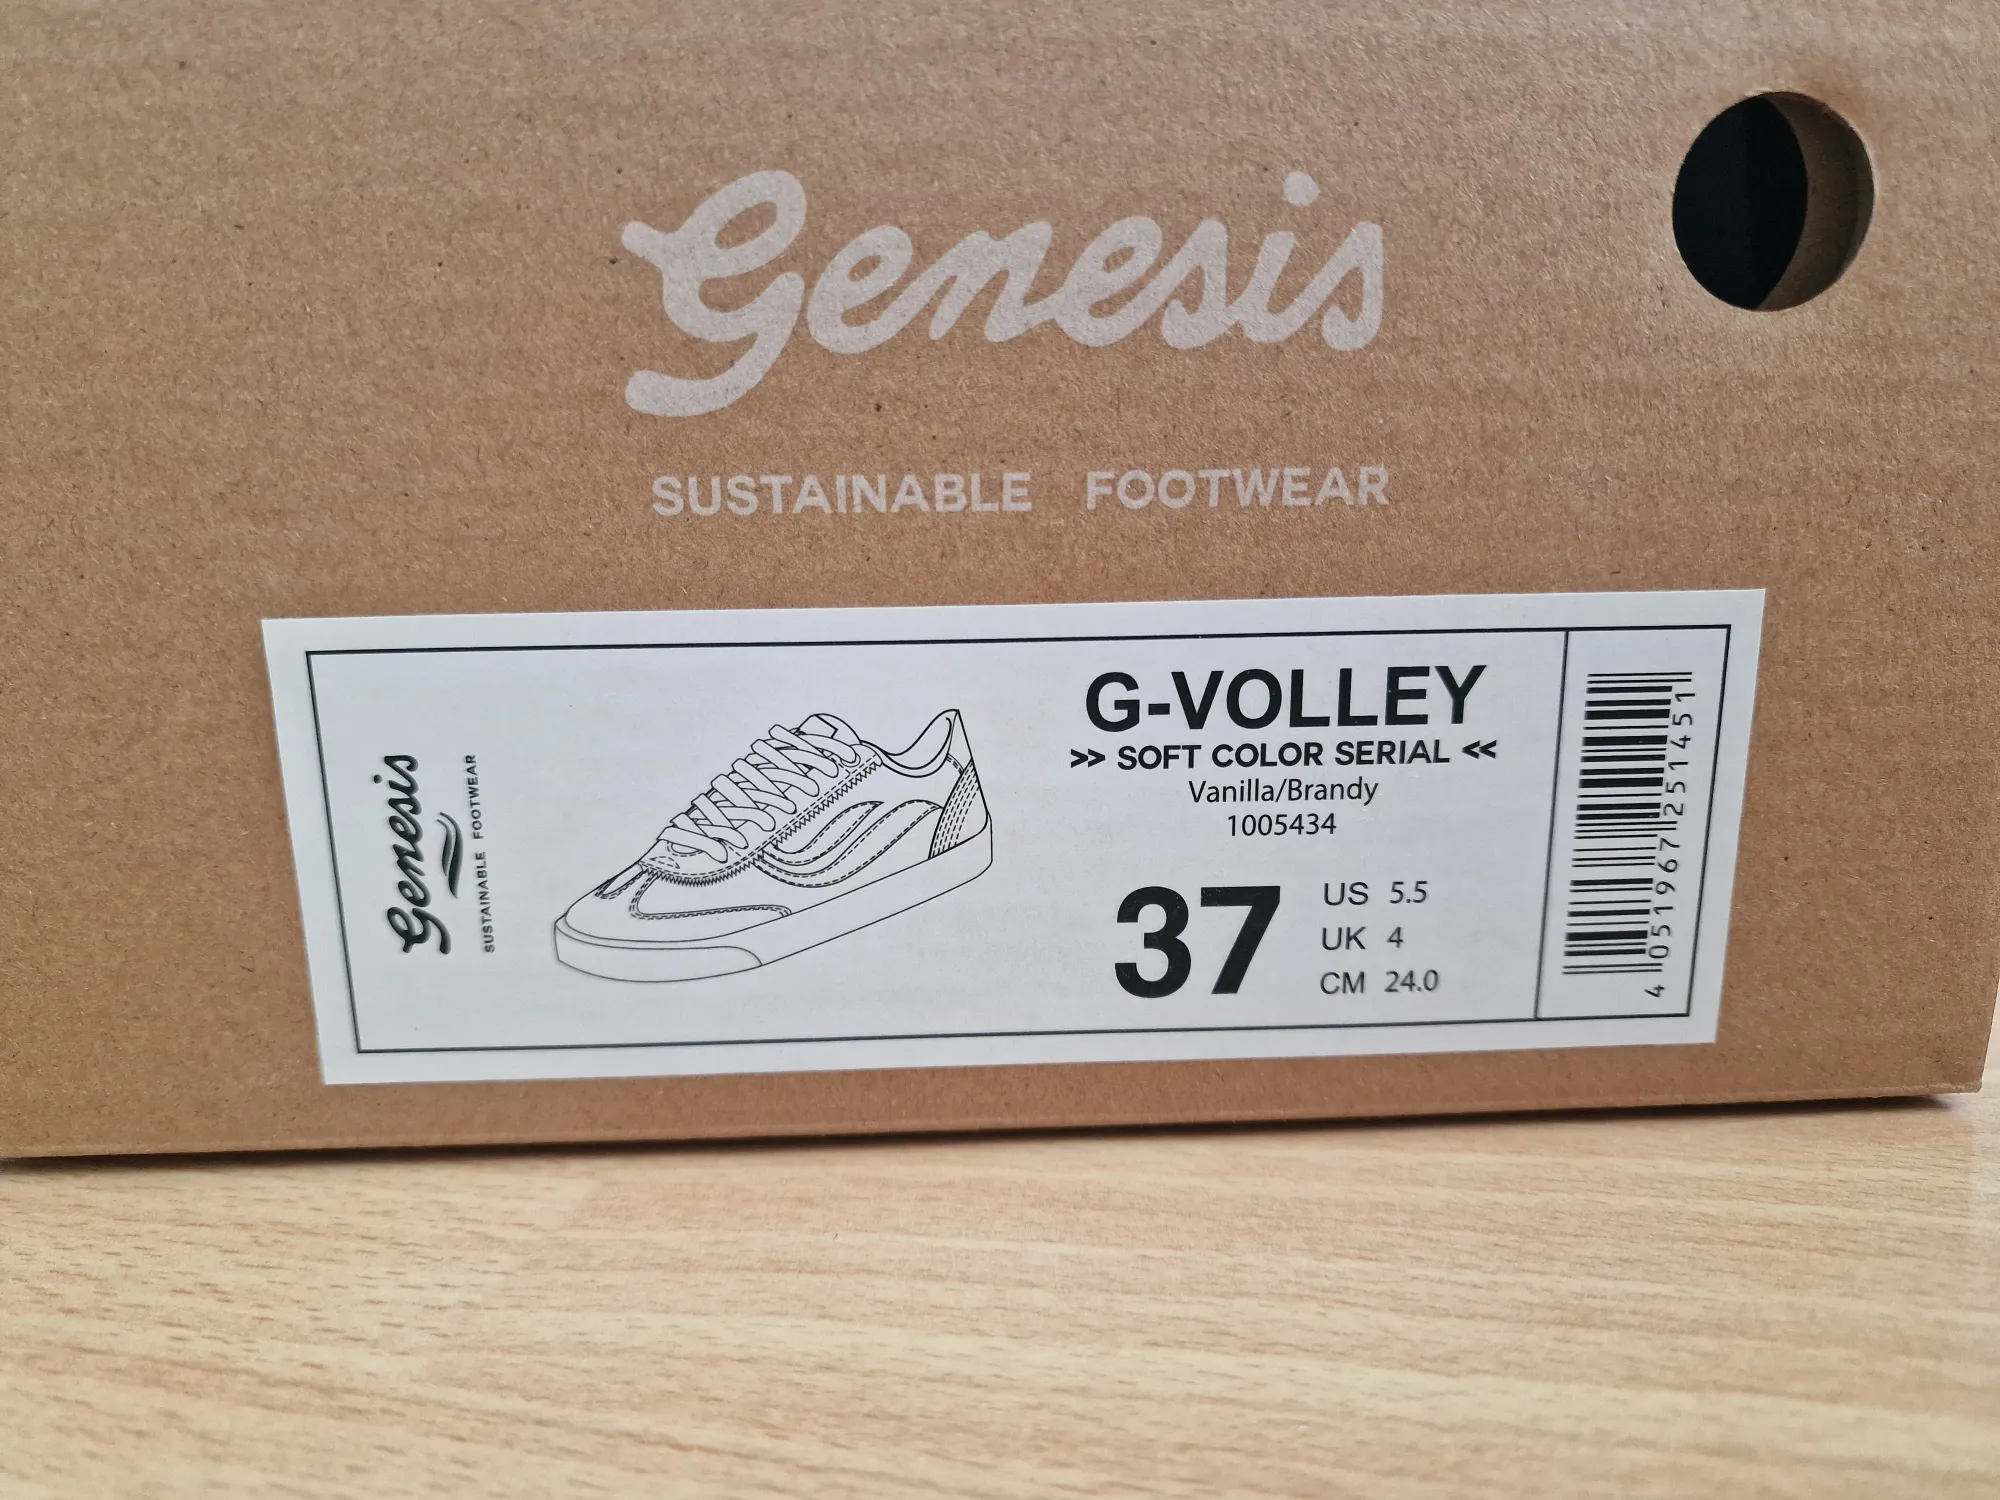 Genesis
SUSTAINABLE FOOTWEAR
Genesis
SUSTAINABLE FOOTWEAR
G-VOLLEY
>> SOFT COLOR SERIAL <<
Vanilla/Brandy
1005434
37
US 5.5
UK 4
CM 24.0
4 051967 251451